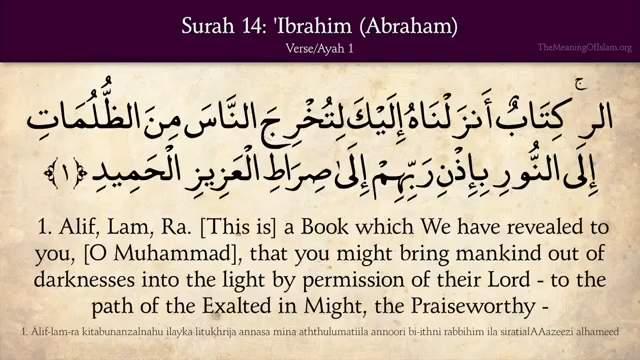 Surah 14: 'Ibrahim (Abraham)
Verse/Ayah 1
TheMeaningOfIslam.org
الر ۚ كِتَابٌ أَنزَلْنَاهُ إِلَيْكَ لِتُخْرِجَ النَّاسَ مِنَ الظُّلُمَاتِ
إِلَى النُّورِ بِإِذْنِ رَبِّهِمْ إِلَىٰ صِرَاطِ الْعَزِيزِ الْحَمِيدِ ﴿١﴾
1. Alif, Lam, Ra. [This is] a Book which We have revealed to
you, [O Muhammad], that you might bring mankind out of
darknesses into the light by permission of their Lord - to the
path of the Exalted in Might, the Praiseworthy -
1. Alif-lam-ra kitabunanzalnahu ilayka litukhrija annasa mina aththulumatiila annoori bi-ithni rabbihim ila siratialAAazeezi alhameed